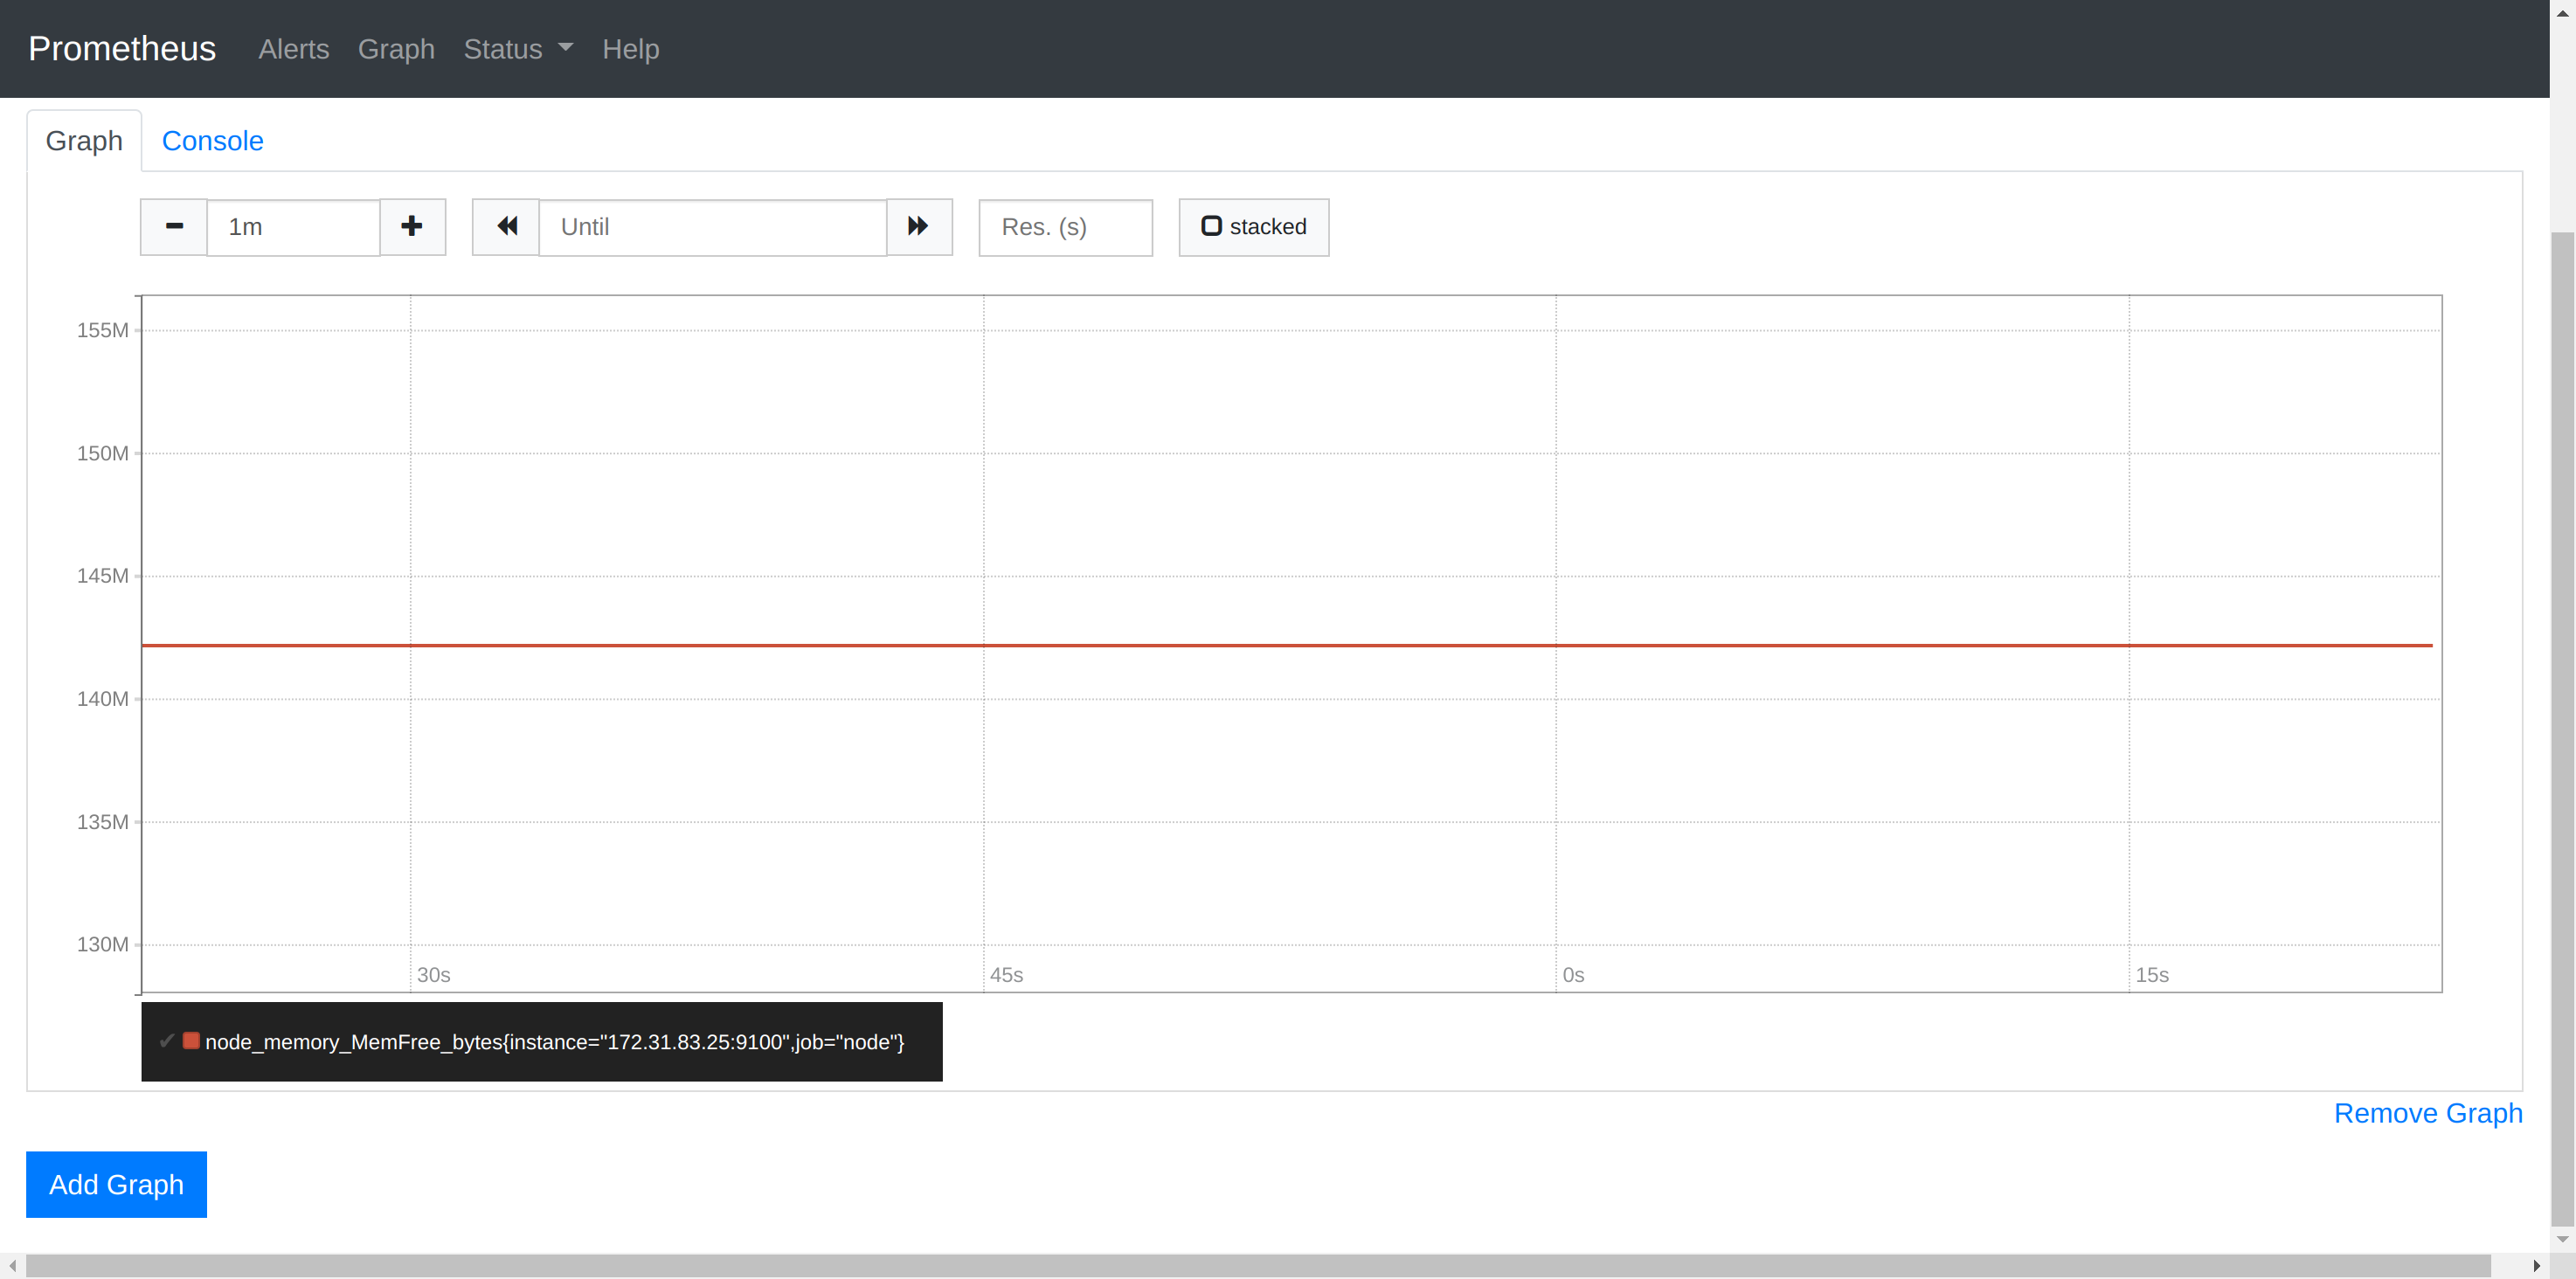 Prometheus Alerts Graph Status Help
Graph Console
1m Until Res. (s) stacked
155M
150M
145M
140M
135M
130M
30s 45s 0s 15s
node_memory_MemFree_bytes{instance="172.31.83.25:9100",job="node"}
Remove Graph
Add Graph